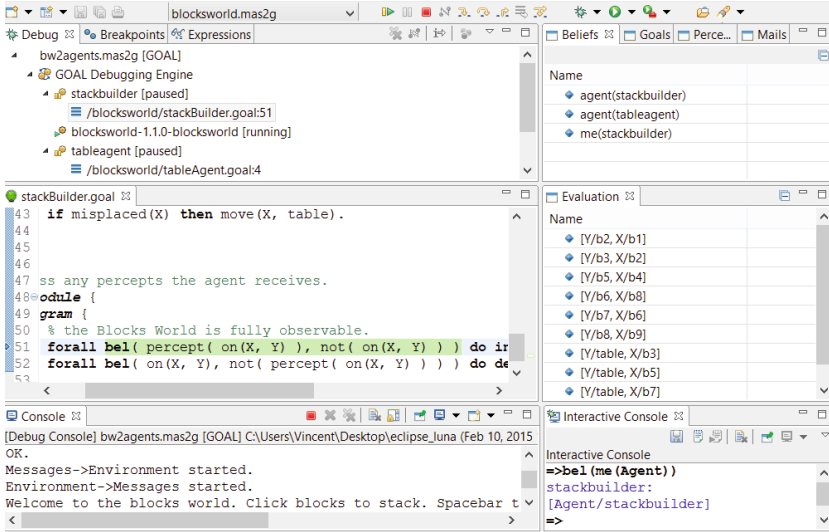 blocksworld.mas2g
Debug
Breakpoints
Expressions
bw2agents.mas2g [GOAL]
GOAL Debugging Engine
stackbuilder [paused]
/blocksworld/stackBuilder.goal:51
blocksworld-1.1.0-blocksworld [running]
tableagent [paused]
/blocksworld/tableAgent.goal:4
Beliefs
Goals
Perce...
Mails
Name
agent(stackbuilder)
agent(tableagent)
me(stackbuilder)
stackBuilder.goal
43 if misplaced(X) then move(X, table).
44
45
46
47 ss any percepts the agent receives.
48 odule {
49 gram {
50 % the Blocks World is fully observable.
51 forall bel( percept( on(X, Y) ), not( on(X, Y) ) ) do in
52 forall bel( on(X, Y), not( percept( on(X, Y) ) ) ) do de
53
Evaluation
Name
[Y/b2, X/b1]
[Y/b3, X/b2]
[Y/b5, X/b4]
[Y/b6, X/b8]
[Y/b7, X/b6]
[Y/b8, X/b9]
[Y/table, X/b3]
[Y/table, X/b5]
[Y/table, X/b7]
Console
[Debug Console] bw2agents.mas2g [GOAL] C:\Users\Vincent\Desktop\eclipse_luna (Feb 10, 2015
OK.
Messages->Environment started.
Environment->Messages started.
Welcome to the blocks world. Click blocks to stack. Spacebar t
Interactive Console
Interactive Console
=>bel(me(Agent))
stackbuilder:
[Agent/stackbuilder]
=>